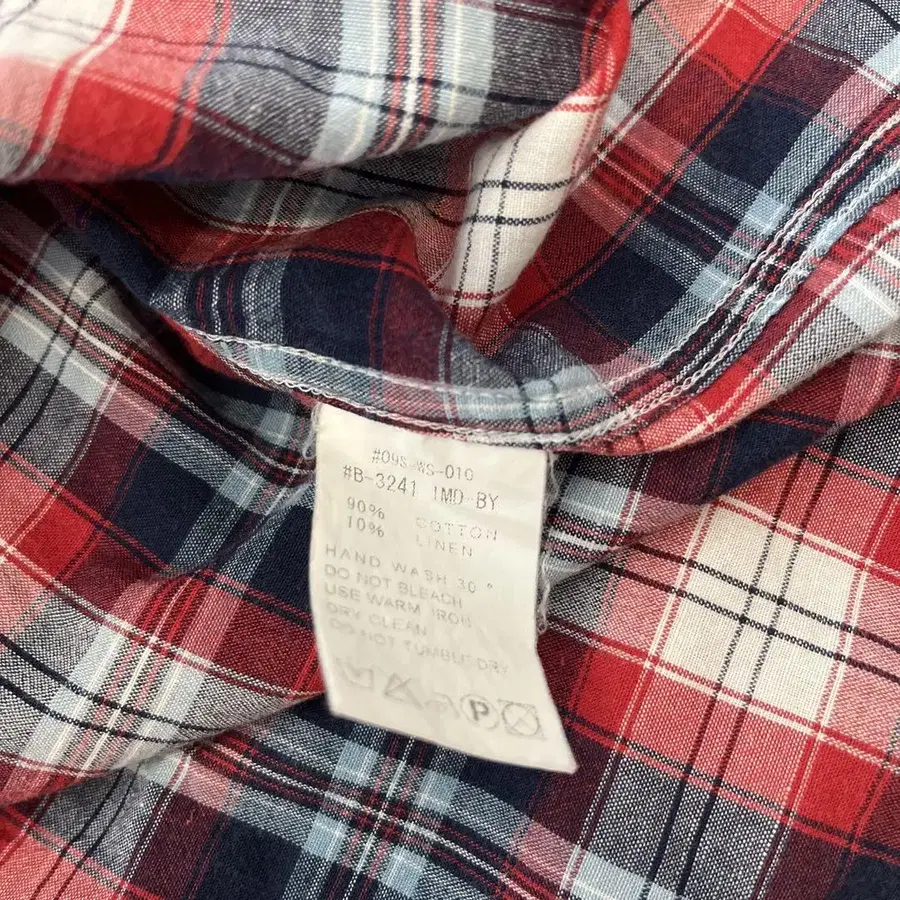 #09S-WS-010
#B-3241 IMD-BY
90% COTTON
10% LINEN
HAND WASH 30°
DO NOT BLEACH
USE WARM IRON
DRY CLEAN
DO NOT TUMBLE DRY
P